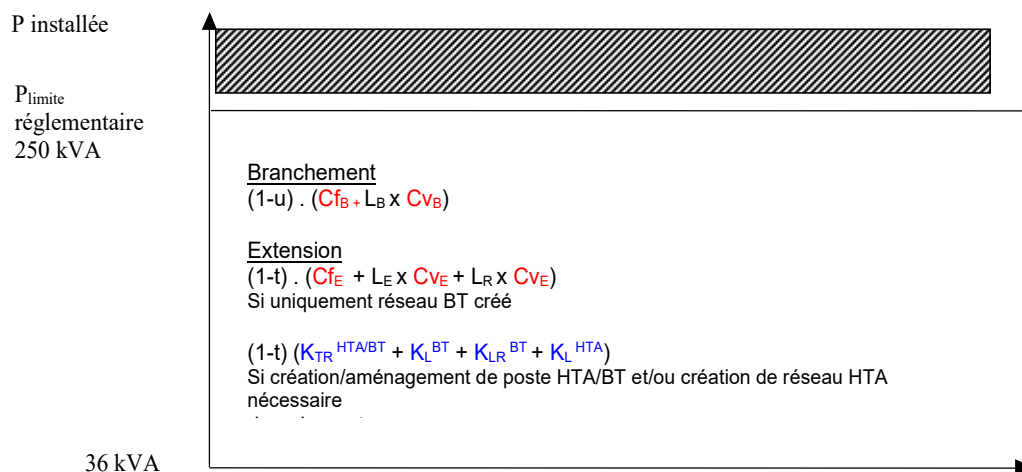 P installée
P limite
réglementaire
250 kVA
Branchement
(1-u) . (CfB + LB x CvB)
Extension
(1-t) . (CfE + LE x CvE + LR x CvE)
Si uniquement réseau BT créé
(1-t) (KTR HTA/BT + KL BT + KLR BT + KL HTA)
Si création/aménagement de poste HTA/BT et/ou création de réseau HTA
nécessaire
36 kVA